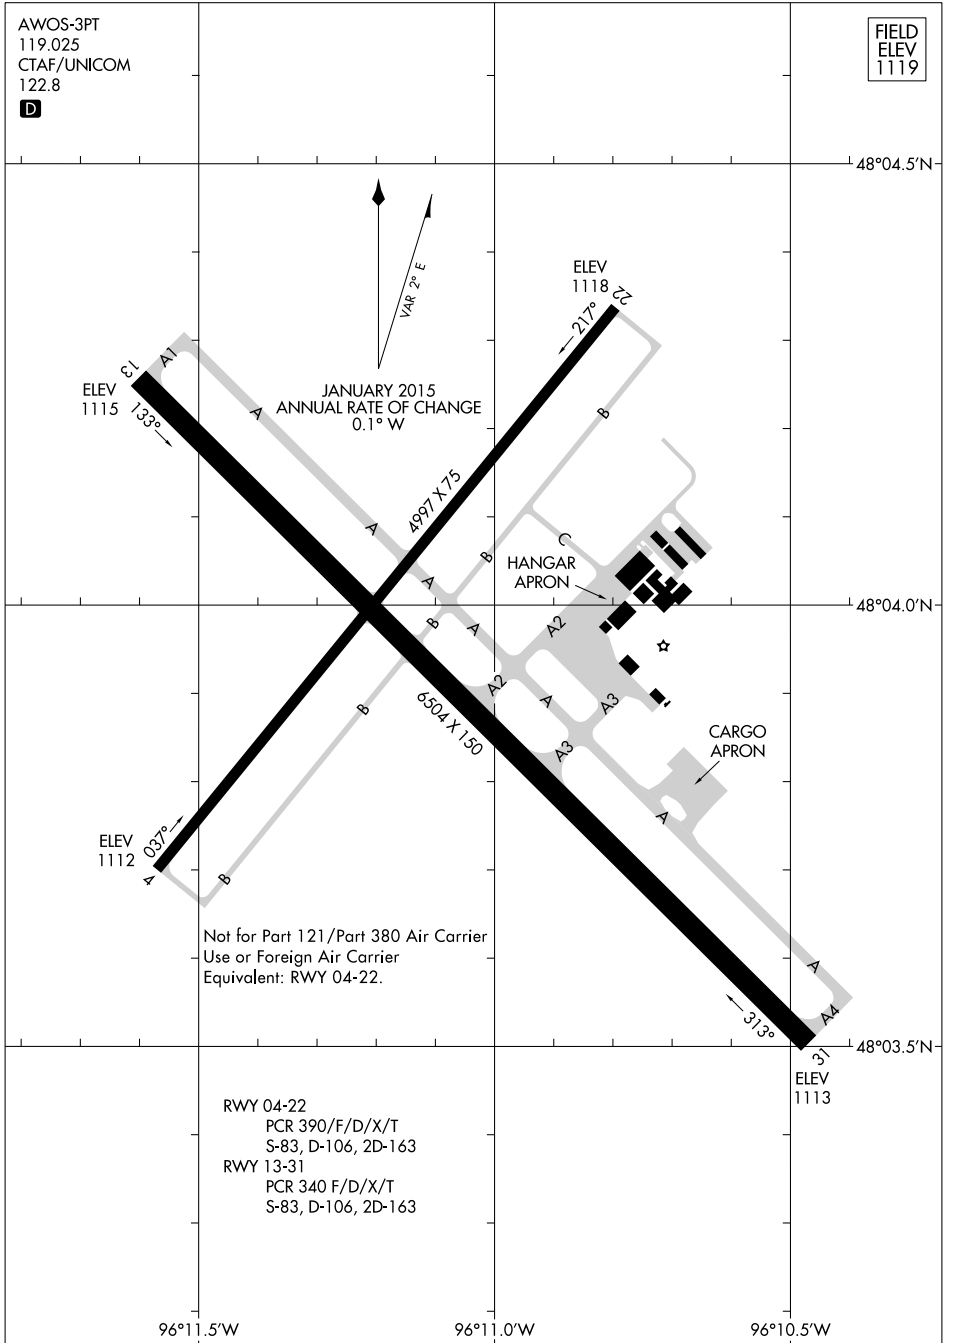 AWOS-3PT
119.025
CTAF/UNICOM
122.8
D
FIELD
ELEV
1119
48°04.5'N
VAR 2° E
JANUARY 2015
ANNUAL RATE OF CHANGE
0.1° W
ELEV
1118
22
217°
13
A1
ELEV
1115
133°
A
B
4997 X 75
A
B
C
HANGAR
APRON
A
48°04.0'N
B
A
A2
A2
A
A3
B
6504 X 150
A3
CARGO
APRON
A
ELEV
1112
037°
4
B
Not for Part 121/Part 380 Air Carrier
Use or Foreign Air Carrier
Equivalent: RWY 04-22.
A
A4
313°
31
48°03.5'N
ELEV
1113
RWY 04-22
PCR 390/F/D/X/T
S-83, D-106, 2D-163
RWY 13-31
PCR 340 F/D/X/T
S-83, D-106, 2D-163
96°11.5'W
96°11.0'W
96°10.5'W